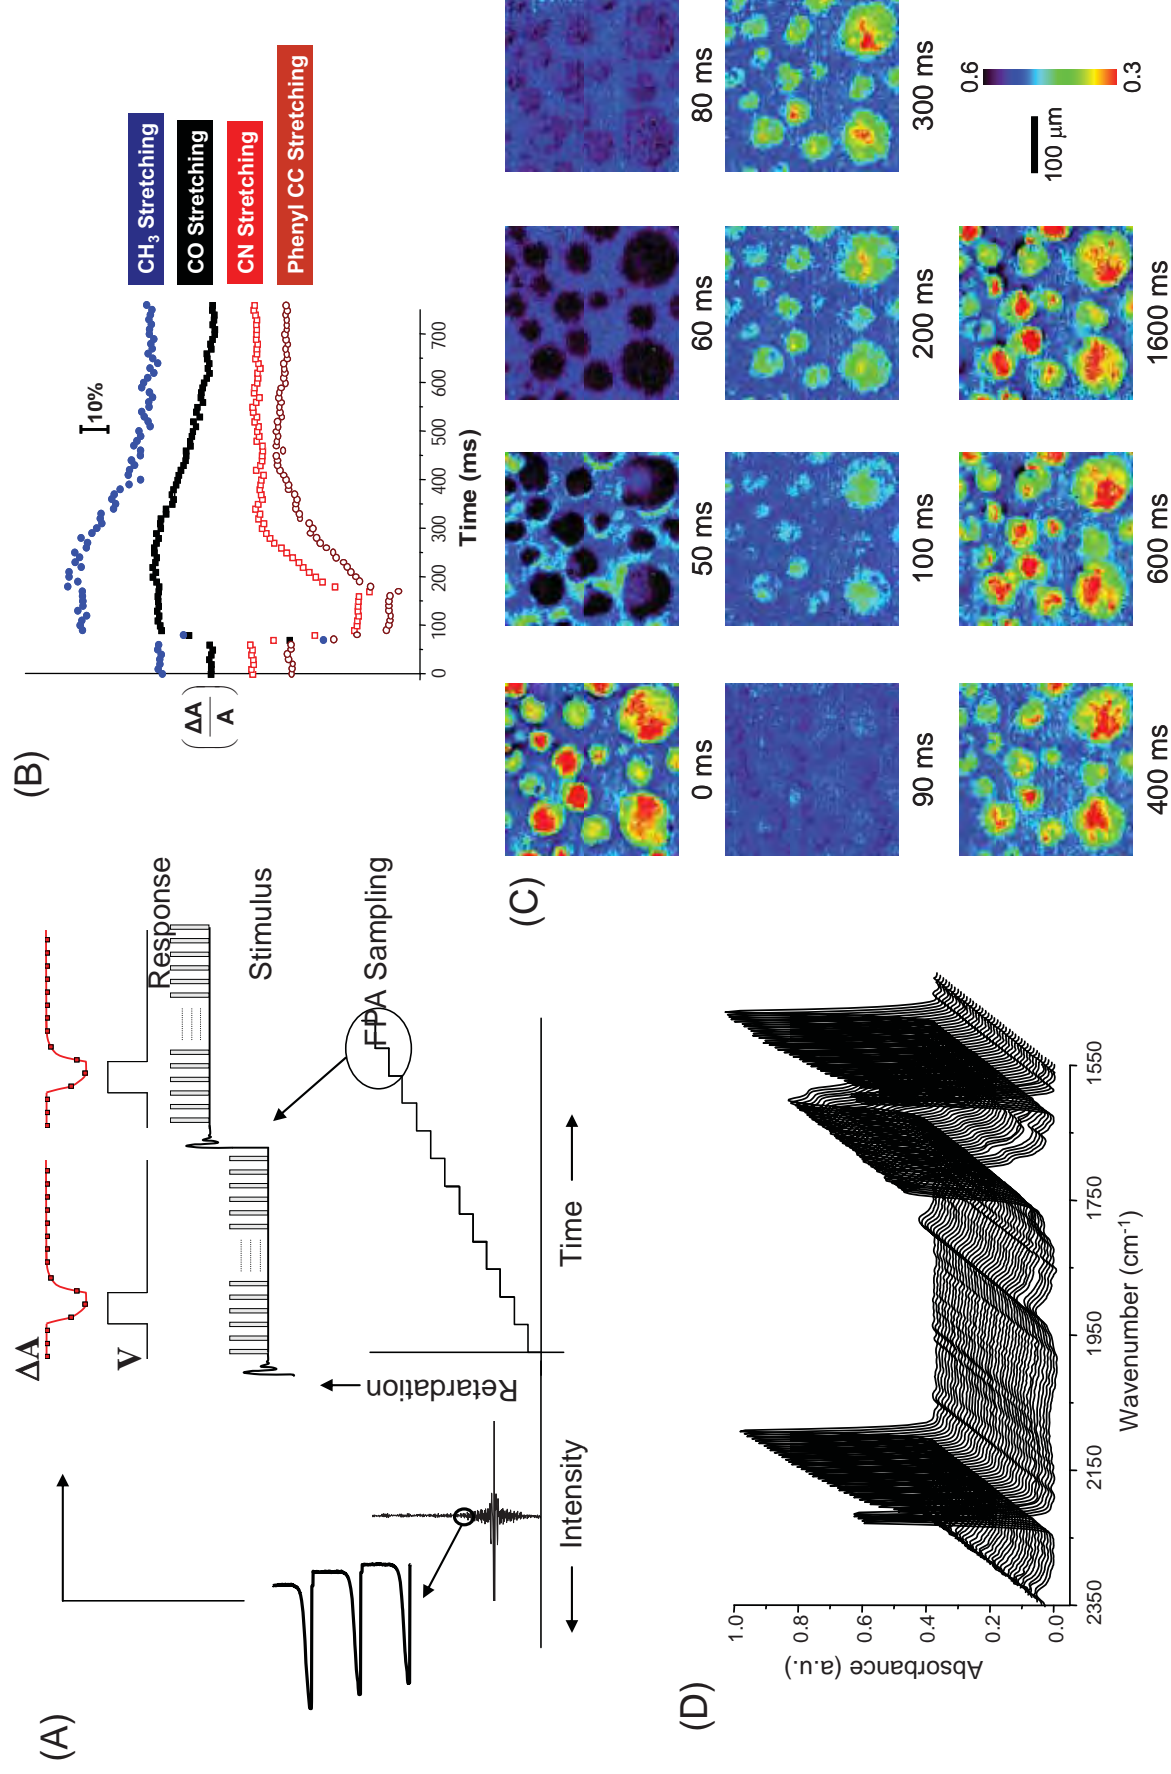 (A)
ΔA
V
Response
Stimulus
FPA Sampling
Retardation
Intensity
Time
(B)
(ΔA/A)
10%
CH3 Stretching
CO Stretching
CN Stretching
Phenyl CC Stretching
0 100 200 300 400 500 600 700
Time (ms)
(C)
0 ms 50 ms 60 ms 80 ms
90 ms 100 ms 200 ms 300 ms
400 ms 600 ms 1600 ms
100 μm
0.6
0.3
(D)
1.0
0.8
0.6
0.4
0.2
0.0
Absorbance (a.u.)
2350 2150 1950 1750 1550
Wavenumber (cm-1)